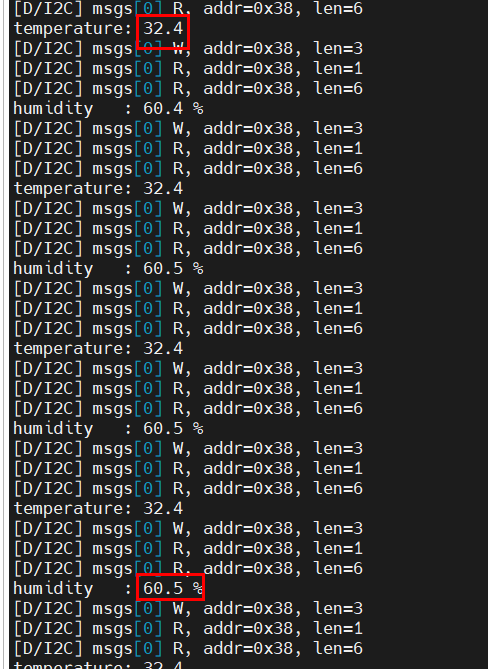 [D/I2C] msgs[0] R, addr=0x38, len=6
temperature: 32.4
[D/I2C] msgs[0] W, addr=0x38, len=3
[D/I2C] msgs[0] R, addr=0x38, len=1
[D/I2C] msgs[0] R, addr=0x38, len=6
humidity   : 60.4 %
[D/I2C] msgs[0] W, addr=0x38, len=3
[D/I2C] msgs[0] R, addr=0x38, len=1
[D/I2C] msgs[0] R, addr=0x38, len=6
temperature: 32.4
[D/I2C] msgs[0] W, addr=0x38, len=3
[D/I2C] msgs[0] R, addr=0x38, len=1
[D/I2C] msgs[0] R, addr=0x38, len=6
humidity   : 60.5 %
[D/I2C] msgs[0] W, addr=0x38, len=3
[D/I2C] msgs[0] R, addr=0x38, len=1
[D/I2C] msgs[0] R, addr=0x38, len=6
temperature: 32.4
[D/I2C] msgs[0] W, addr=0x38, len=3
[D/I2C] msgs[0] R, addr=0x38, len=1
[D/I2C] msgs[0] R, addr=0x38, len=6
humidity   : 60.5 %
[D/I2C] msgs[0] W, addr=0x38, len=3
[D/I2C] msgs[0] R, addr=0x38, len=1
[D/I2C] msgs[0] R, addr=0x38, len=6
temperature: 32.4
[D/I2C] msgs[0] W, addr=0x38, len=3
[D/I2C] msgs[0] R, addr=0x38, len=1
[D/I2C] msgs[0] R, addr=0x38, len=6
humidity   : 60.5 %
[D/I2C] msgs[0] W, addr=0x38, len=3
[D/I2C] msgs[0] R, addr=0x38, len=1
[D/I2C] msgs[0] R, addr=0x38, len=6
temperature: 32.4